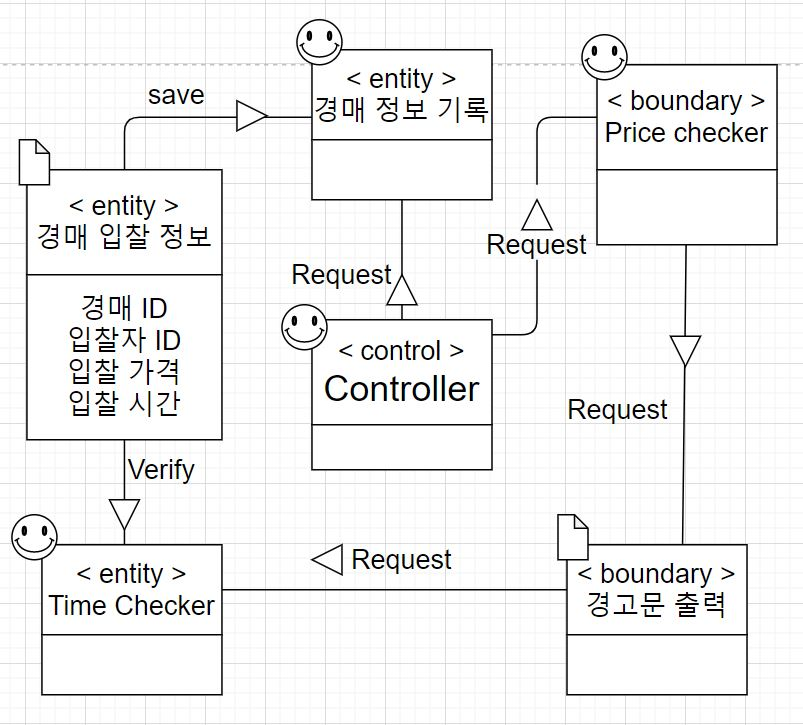 save
< entity >
경매 정보 기록
< boundary >
Price checker
< entity >
경매 입찰 정보
경매 ID
입찰자 ID
입찰 가격
입찰 시간
Request
Request
< control >
Controller
Request
Verify
< entity >
Time Checker
Request
< boundary >
경고문 출력